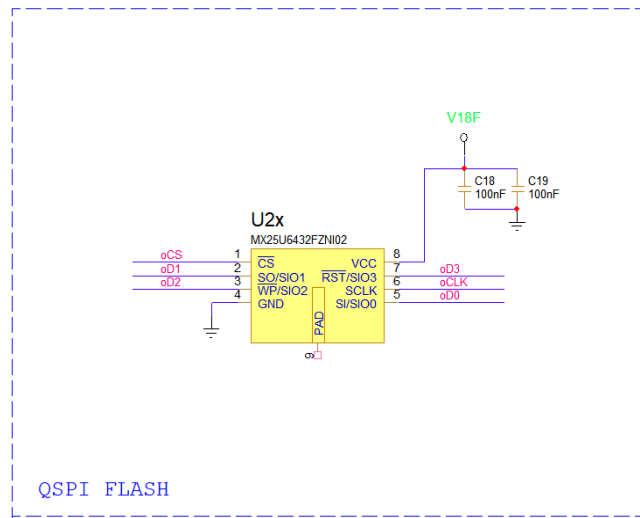 V18F
C18
100nF
C19
100nF
U2x
MX25U6432FZNI02
oCS 1 CS VCC 8
oD1 2 SO/SIO1 RST/SIO3 7 oD3
oD2 3 WP/SIO2 SCLK 6 oCLK
4 GND SI/SIO0 5 oD0
PAD
9
QSPI FLASH